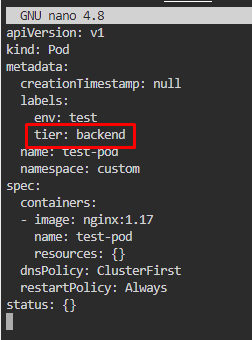 GNU nano 4.8
apiVersion: v1
kind: Pod
metadata:
  creationTimestamp: null
  labels:
    env: test
    tier: backend
  name: test-pod
  namespace: custom
spec:
  containers:
  - image: nginx:1.17
    name: test-pod
    resources: {}
  dnsPolicy: ClusterFirst
  restartPolicy: Always
status: {}